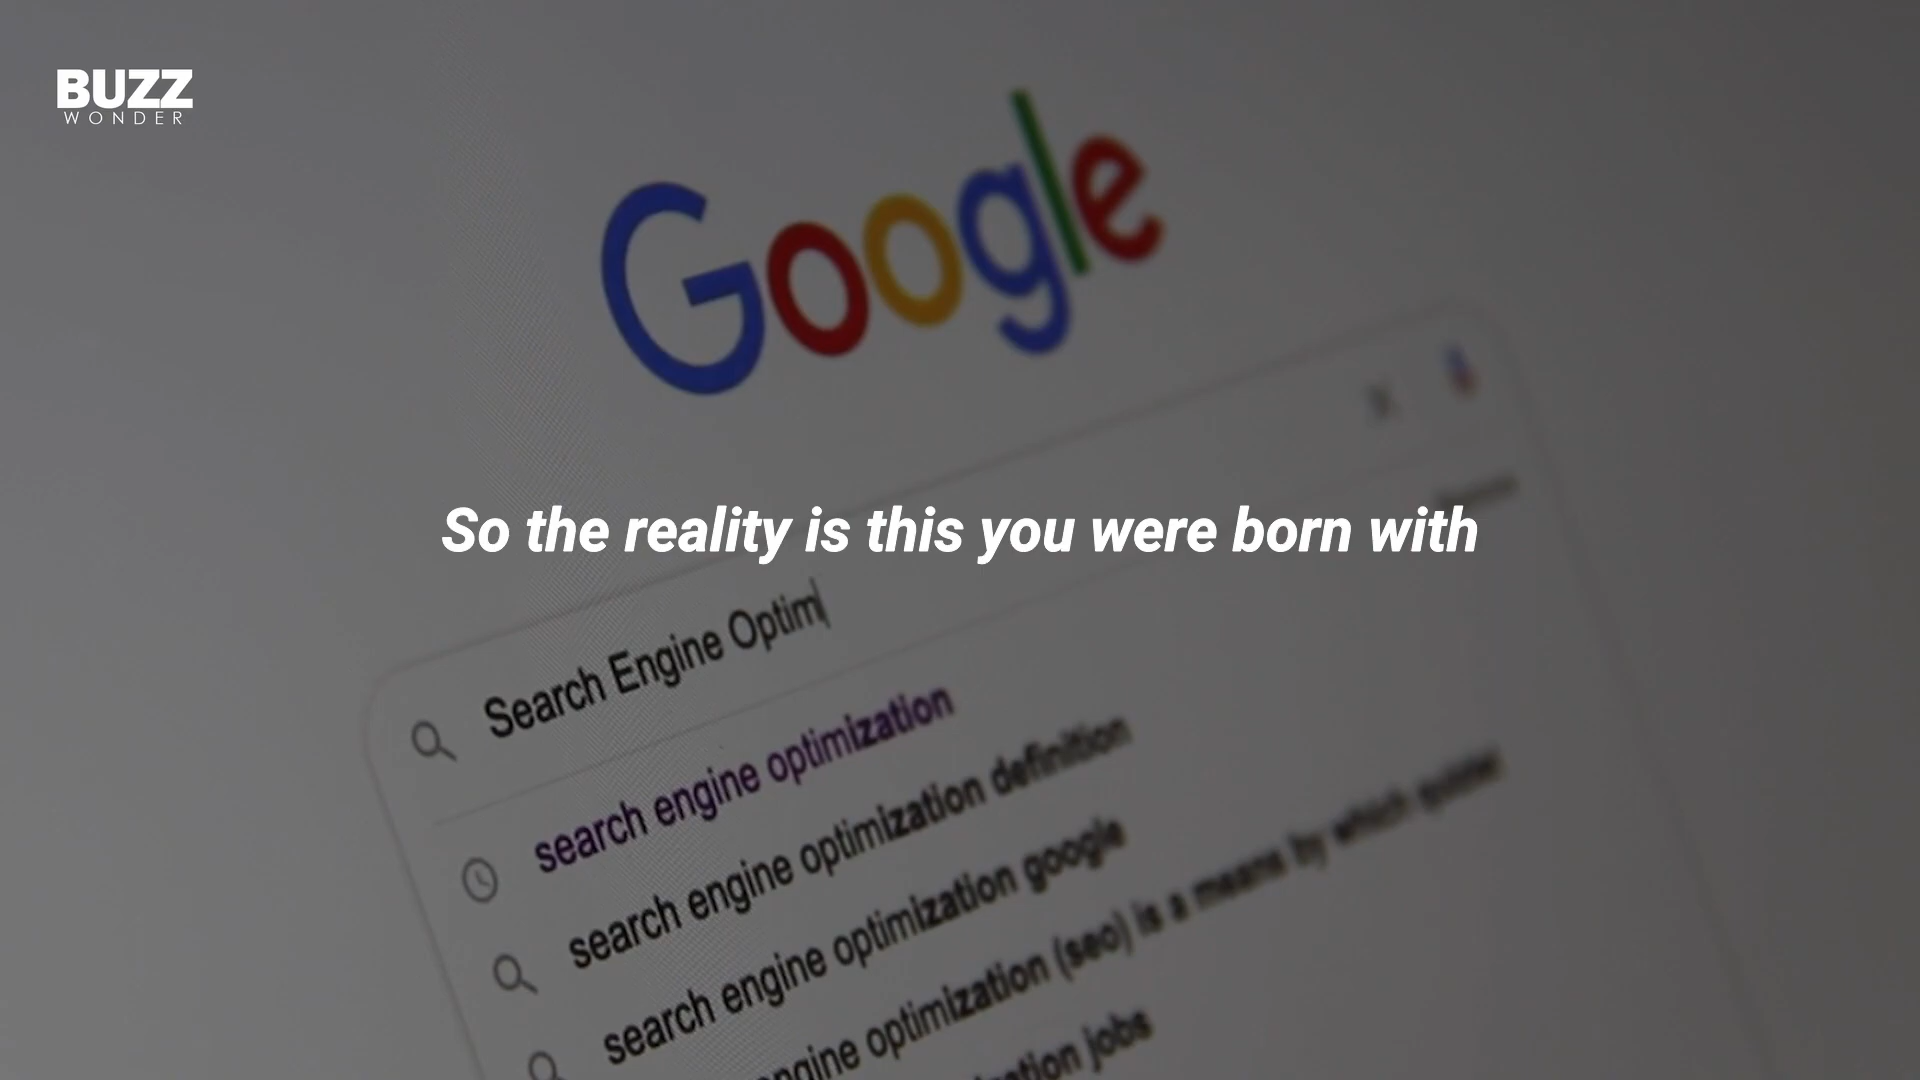 BUZZ
WONDER
Google
So the reality is this you were born with
Search Engine Optim
search engine optimization
search engine optimization definition
search engine optimization google
engine optimization (seo) is a means by which
jobs